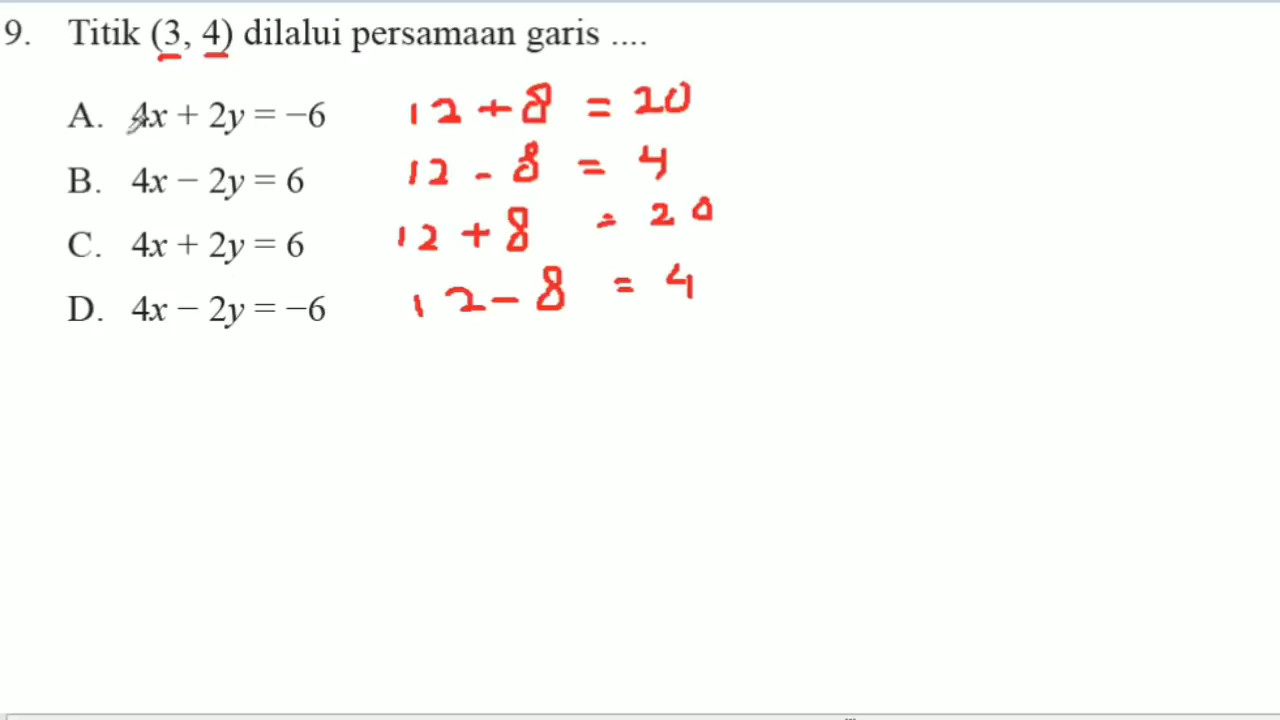 9. Titik (3, 4) dilalui persamaan garis ....
A. 4x + 2y = −6 12 + 8 = 20
B. 4x − 2y = 6 12 - 8 = 4
C. 4x + 2y = 6 12 + 8 = 20
D. 4x − 2y = −6 12 - 8 = 4